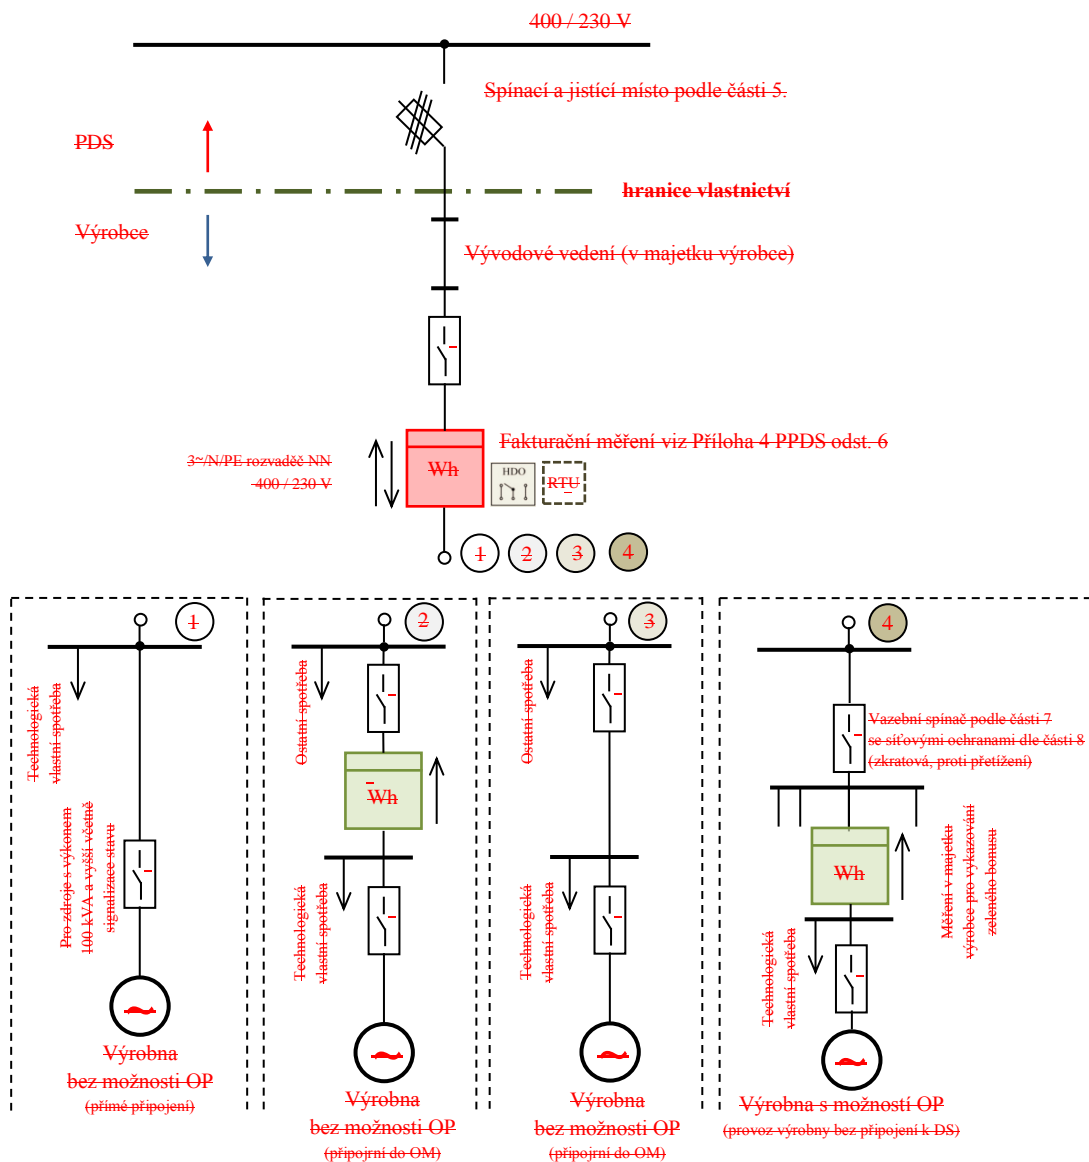 400 / 230 V
Spínací a jistící místo podle části 5.
PDS
hranice vlastnictví
Výrobce
Vývodové vedení (v majetku výrobce)
Fakturační měření viz Příloha 4 PPDS odst. 6
3~/N/PE rozvaděč NN
400 / 230 V
Wh
HDO
RTU
1
2
3
4
1
Technologická
vlastní spotřeba
Pro zdroje s výkonem
100 kVA a vyšší včetně
signalizace stavu
Výrobna
bez možnosti OP
(přímé připojení)
2
Ostatní spotřeba
Wh
Technologická
vlastní spotřeba
Výrobna
bez možnosti OP
(připojrní do OM)
3
Ostatní spotřeba
Technologická
vlastní spotřeba
Výrobna
bez možnosti OP
(připojrní do OM)
4
Vazební spínač podle části 7
se síťovými ochranami dle části 8
(zkratová, proti přetížení)
Wh
Měření v majetku
výrobce pro vykazování
zeleného bonusu
Technologická
vlastní spotřeba
Výrobna s možností OP
(provoz výrobny bez připojení k DS)